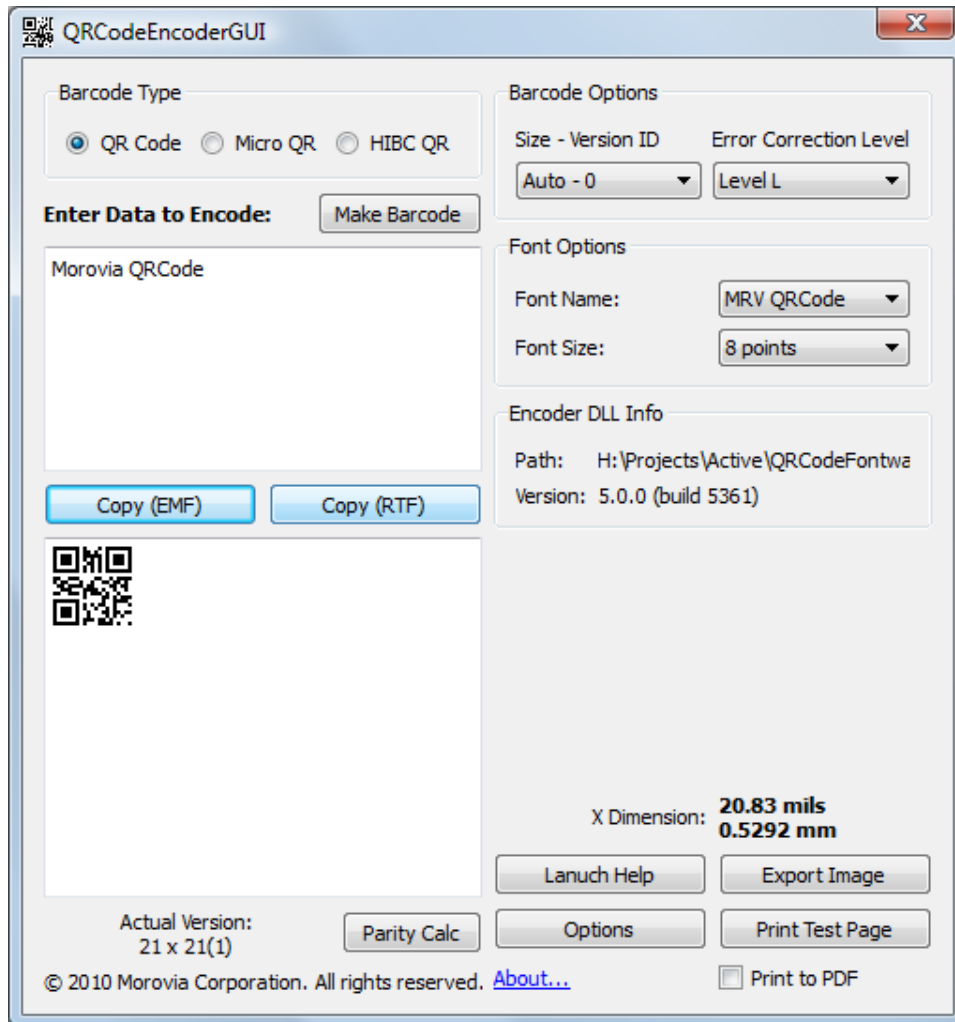 QRCodeEncoderGUI
Barcode Type
QR Code Micro QR HIBC QR
Enter Data to Encode: Make Barcode
Morovia QRCode
Copy (EMF) Copy (RTF)
Actual Version:
21 x 21(1)
Parity Calc
Barcode Options
Size - Version ID Error Correction Level
Auto - 0 Level L
Font Options
Font Name: MRV QRCode
Font Size: 8 points
Encoder DLL Info
Path: H:\Projects\Active\QRCodeFontwa
Version: 5.0.0 (build 5361)
X Dimension: 20.83 mils
0.5292 mm
Lanuch Help Export Image
Options Print Test Page
© 2010 Morovia Corporation. All rights reserved. About... Print to PDF